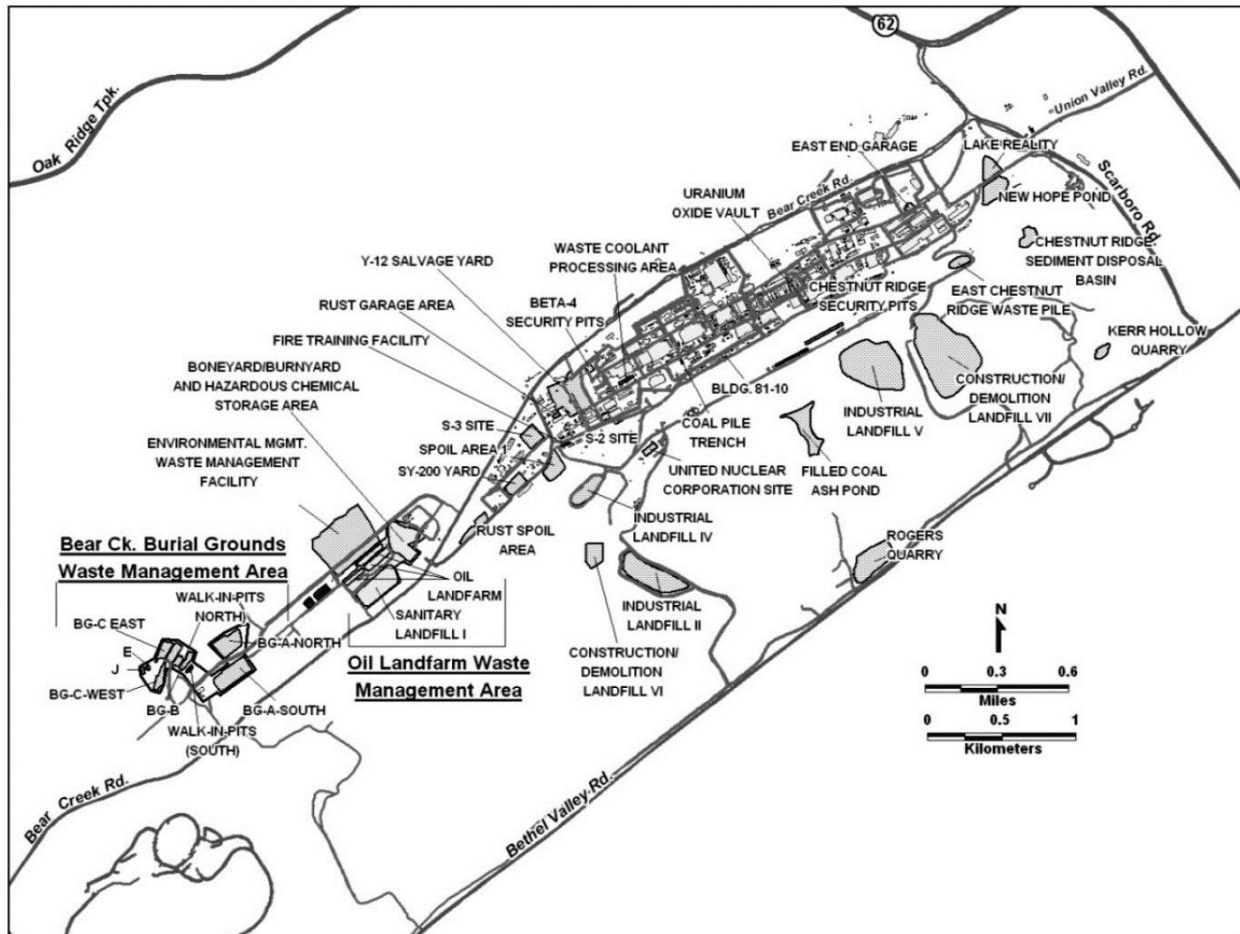 62
Oak Ridge Tpk.
Union Valley Rd.
EAST END GARAGE
LAKE REALITY
Scarboro Rd.
Bear Creek Rd.
NEW HOPE POND
URANIUM
OXIDE VAULT
WASTE COOLANT
PROCESSING AREA
CHESTNUT RIDGE
SEDIMENT DISPOSAL
BASIN
Y-12 SALVAGE YARD
CHESTNUT RIDGE
SECURITY PITS
EAST CHESTNUT
RIDGE WASTE PILE
RUST GARAGE AREA
BETA-4
SECURITY PITS
FIRE TRAINING FACILITY
KERR HOLLOW
QUARRY
BONEYARD/BURNYARD
AND HAZARDOUS CHEMICAL
STORAGE AREA
BLDG. 81-10
CONSTRUCTION/
DEMOLITION
LANDFILL VII
INDUSTRIAL
LANDFILL V
COAL PILE
TRENCH
S-3 SITE
S-2 SITE
ENVIRONMENTAL MGMT.
WASTE MANAGEMENT
FACILITY
SPOIL AREA 1
SY-200 YARD
UNITED NUCLEAR
CORPORATION SITE
FILLED COAL
ASH POND
INDUSTRIAL
LANDFILL IV
RUST SPOIL
AREA
ROGERS
QUARRY
Bear Ck. Burial Grounds
Waste Management Area
OIL
LANDFARM
SANITARY
LANDFILL I
WALK-IN-PITS
NORTH)
INDUSTRIAL
LANDFILL II
BG-C EAST
BG-A-NORTH
E
J
BG-C-WEST
Oil Landfarm Waste
Management Area
CONSTRUCTION/
DEMOLITION
LANDFILL VI
BG-B
BG-A-SOUTH
WALK-IN-PITS
(SOUTH)
N
0 0.3 0.6
Miles
0 0.5 1
Kilometers
Bear Creek Rd.
Bethel Valley Rd.